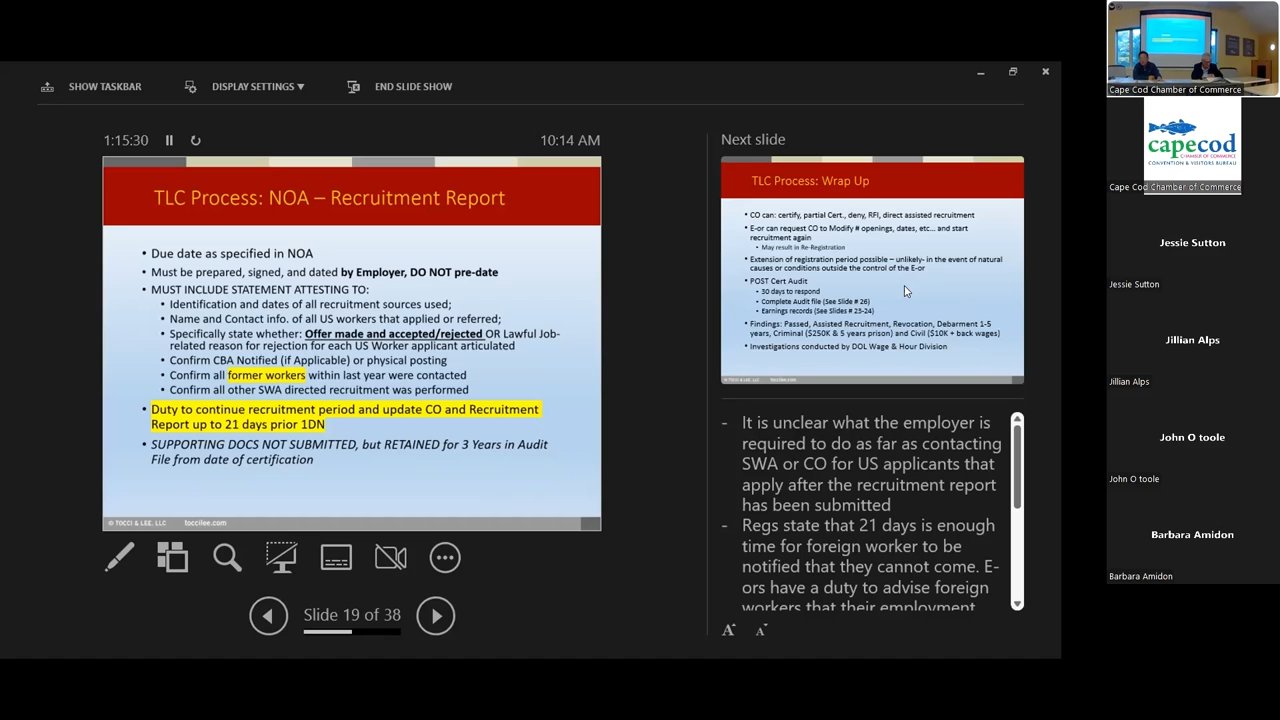 SHOW TASKBAR
DISPLAY SETTINGS ▼
END SLIDE SHOW
1:15:30
10:14 AM
TLC Process: NOA – Recruitment Report
• Due date as specified in NOA
• Must be prepared, signed, and dated by Employer, DO NOT pre-date
• MUST INCLUDE STATEMENT ATTESTING TO:
• Identification and dates of all recruitment sources used;
• Name and Contact info. of all US workers that applied or referred;
• Specifically state whether: Offer made and accepted/rejected OR Lawful Job-
related reason for rejection for each US Worker applicant articulated
• Confirm CBA Notified (if Applicable) or physical posting
• Confirm all former workers within last year were contacted
• Confirm all other SWA directed recruitment was performed
• Duty to continue recruitment period and update CO and Recruitment
Report up to 21 days prior 1DN
• SUPPORTING DOCS NOT SUBMITTED, but RETAINED for 3 Years in Audit
File from date of certification
© TOCCI & LEE, LLC toccilee.com
Slide 19 of 38
Next slide
TLC Process: Wrap Up
• CO can: certify, partial Cert., deny, RFI, direct assisted recruitment
• E-or can request CO to Modify # openings, dates, etc... and start
recruitment again
• May result in Re-Registration
• Extension of registration period possible – unlikely- in the event of natural
causes or conditions outside the control of the E-or
• POST Cert Audit
• 30 days to respond
• Complete Audit file (See Slide # 26)
• Earnings records (See Slides # 23-24)
• Findings: Passed, Assisted Recruitment, Revocation, Debarment 1-5
years, Criminal ($250K & 5 years prison) and Civil ($10K + back wages)
• Investigations conducted by DOL Wage & Hour Division
© TOCCI & LEE, LLC toccilee.com
- It is unclear what the employer is
required to do as far as contacting
SWA or CO for US applicants that
apply after the recruitment report
has been submitted
- Regs state that 21 days is enough
time for foreign worker to be
notified that they cannot come. E-
ors have a duty to advise foreign
workers that their employment
A A
Cape Cod Chamber of Commerce
capecod
CHAMBER OF COMMERCE
CONVENTION & VISITORS BUREAU
Cape Cod Chamber of Commerce
Jessie Sutton
Jessie Sutton
Jillian Alps
Jillian Alps
John O toole
John O toole
Barbara Amidon
Barbara Amidon